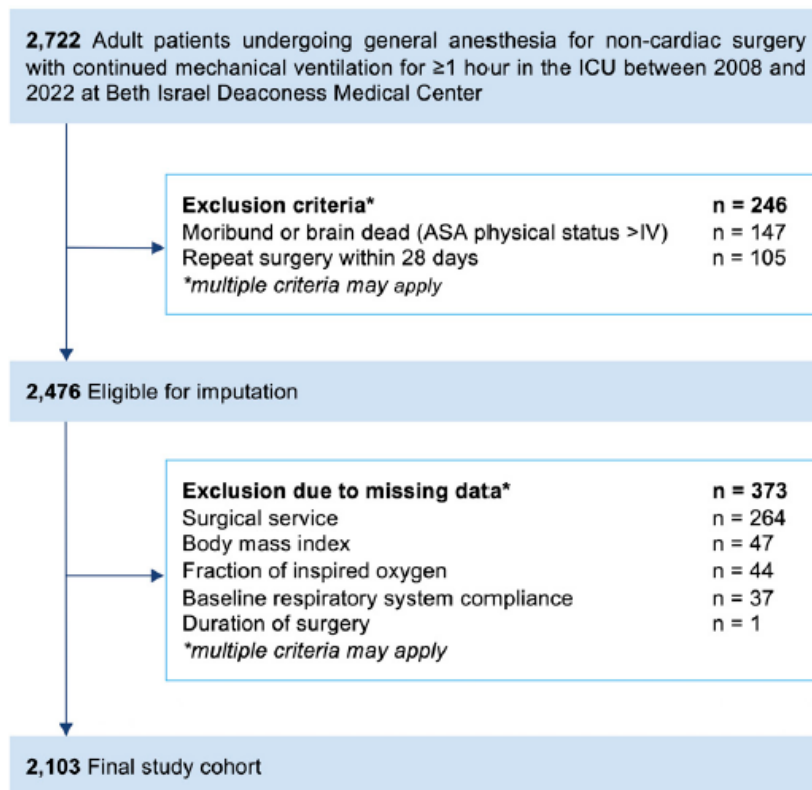 2,722 Adult patients undergoing general anesthesia for non-cardiac surgery
with continued mechanical ventilation for ≥1 hour in the ICU between 2008 and
2022 at Beth Israel Deaconess Medical Center
Exclusion criteria* n = 246
Moribund or brain dead (ASA physical status >IV) n = 147
Repeat surgery within 28 days n = 105
*multiple criteria may apply
2,476 Eligible for imputation
Exclusion due to missing data* n = 373
Surgical service n = 264
Body mass index n = 47
Fraction of inspired oxygen n = 44
Baseline respiratory system compliance n = 37
Duration of surgery n = 1
*multiple criteria may apply
2,103 Final study cohort